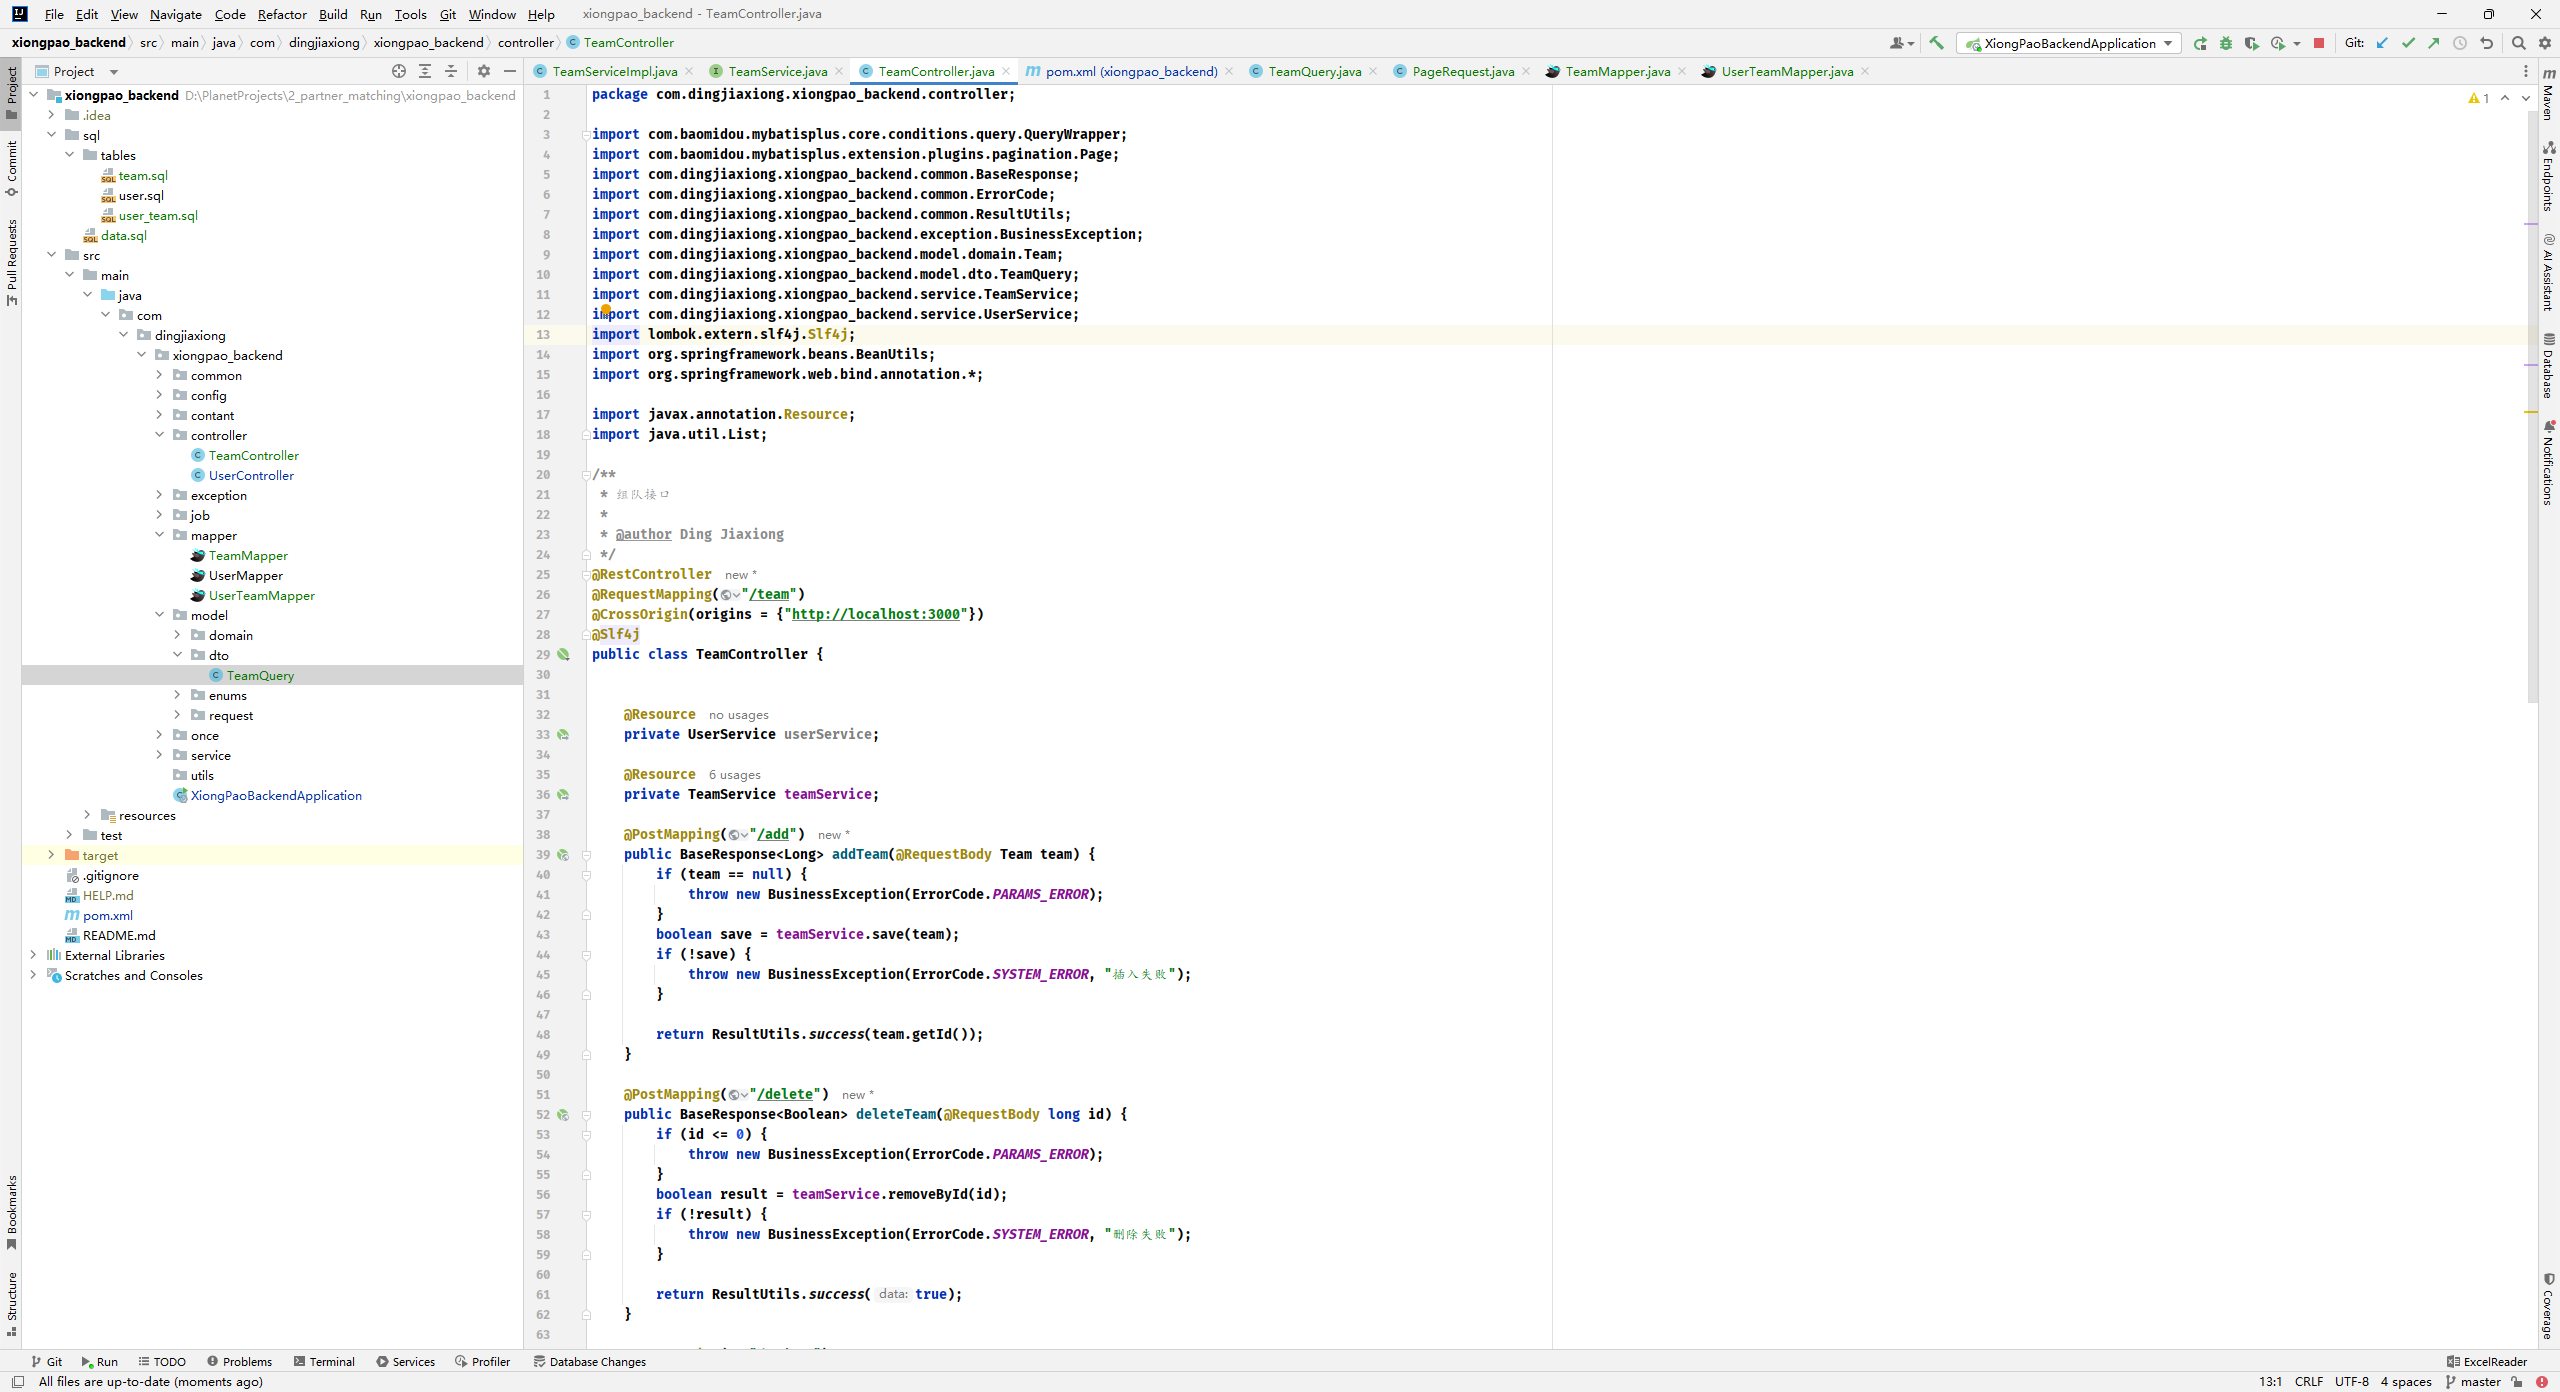 File Edit View Navigate Code Refactor Build Run Tools Git Window Help xiongpao_backend - TeamController.java
xiongpao_backend src main java com dingjiaxiong xiongpao_backend controller TeamController
XiongPaoBackendApplication Git:
Project
TeamServiceImpl.java TeamService.java TeamController.java pom.xml (xiongpao_backend) TeamQuery.java PageRequest.java TeamMapper.java UserTeamMapper.java
Project
Commit
Pull Requests
Bookmarks
Structure
xiongpao_backend D:\PlanetProjects\2_partner_matching\xiongpao_backend
.idea
sql
tables
team.sql
user.sql
user_team.sql
data.sql
src
main
java
com
dingjiaxiong
xiongpao_backend
common
config
contant
controller
TeamController
UserController
exception
job
mapper
TeamMapper
UserMapper
UserTeamMapper
model
domain
dto
TeamQuery
enums
request
once
service
utils
XiongPaoBackendApplication
resources
test
target
.gitignore
HELP.md
pom.xml
README.md
External Libraries
Scratches and Consoles
1 package com.dingjiaxiong.xiongpao_backend.controller;
2
3 import com.baomidou.mybatisplus.core.conditions.query.QueryWrapper;
4 import com.baomidou.mybatisplus.extension.plugins.pagination.Page;
5 import com.dingjiaxiong.xiongpao_backend.common.BaseResponse;
6 import com.dingjiaxiong.xiongpao_backend.common.ErrorCode;
7 import com.dingjiaxiong.xiongpao_backend.common.ResultUtils;
8 import com.dingjiaxiong.xiongpao_backend.exception.BusinessException;
9 import com.dingjiaxiong.xiongpao_backend.model.domain.Team;
10 import com.dingjiaxiong.xiongpao_backend.model.dto.TeamQuery;
11 import com.dingjiaxiong.xiongpao_backend.service.TeamService;
12 import com.dingjiaxiong.xiongpao_backend.service.UserService;
13 import lombok.extern.slf4j.Slf4j;
14 import org.springframework.beans.BeanUtils;
15 import org.springframework.web.bind.annotation.*;
16
17 import javax.annotation.Resource;
18 import java.util.List;
19
20 /**
21 * 组队接口
22 *
23 * @author Ding Jiaxiong
24 */
25 @RestController new *
26 @RequestMapping("/team")
27 @CrossOrigin(origins = {"http://localhost:3000"})
28 @Slf4j
29 public class TeamController {
30
31
32 @Resource no usages
33 private UserService userService;
34
35 @Resource 6 usages
36 private TeamService teamService;
37
38 @PostMapping("/add") new *
39 public BaseResponse<Long> addTeam(@RequestBody Team team) {
40 if (team == null) {
41 throw new BusinessException(ErrorCode.PARAMS_ERROR);
42 }
43 boolean save = teamService.save(team);
44 if (!save) {
45 throw new BusinessException(ErrorCode.SYSTEM_ERROR, "插入失败");
46 }
47
48 return ResultUtils.success(team.getId());
49 }
50
51 @PostMapping("/delete") new *
52 public BaseResponse<Boolean> deleteTeam(@RequestBody long id) {
53 if (id <= 0) {
54 throw new BusinessException(ErrorCode.PARAMS_ERROR);
55 }
56 boolean result = teamService.removeById(id);
57 if (!result) {
58 throw new BusinessException(ErrorCode.SYSTEM_ERROR, "删除失败");
59 }
60
61 return ResultUtils.success( data: true);
62 }
63
1
Maven
Endpoints
AI Assistant
Database
Notifications
Coverage
Git Run TODO Problems Terminal Services Profiler Database Changes ExcelReader
All files are up-to-date (moments ago) 13:1 CRLF UTF-8 4 spaces master